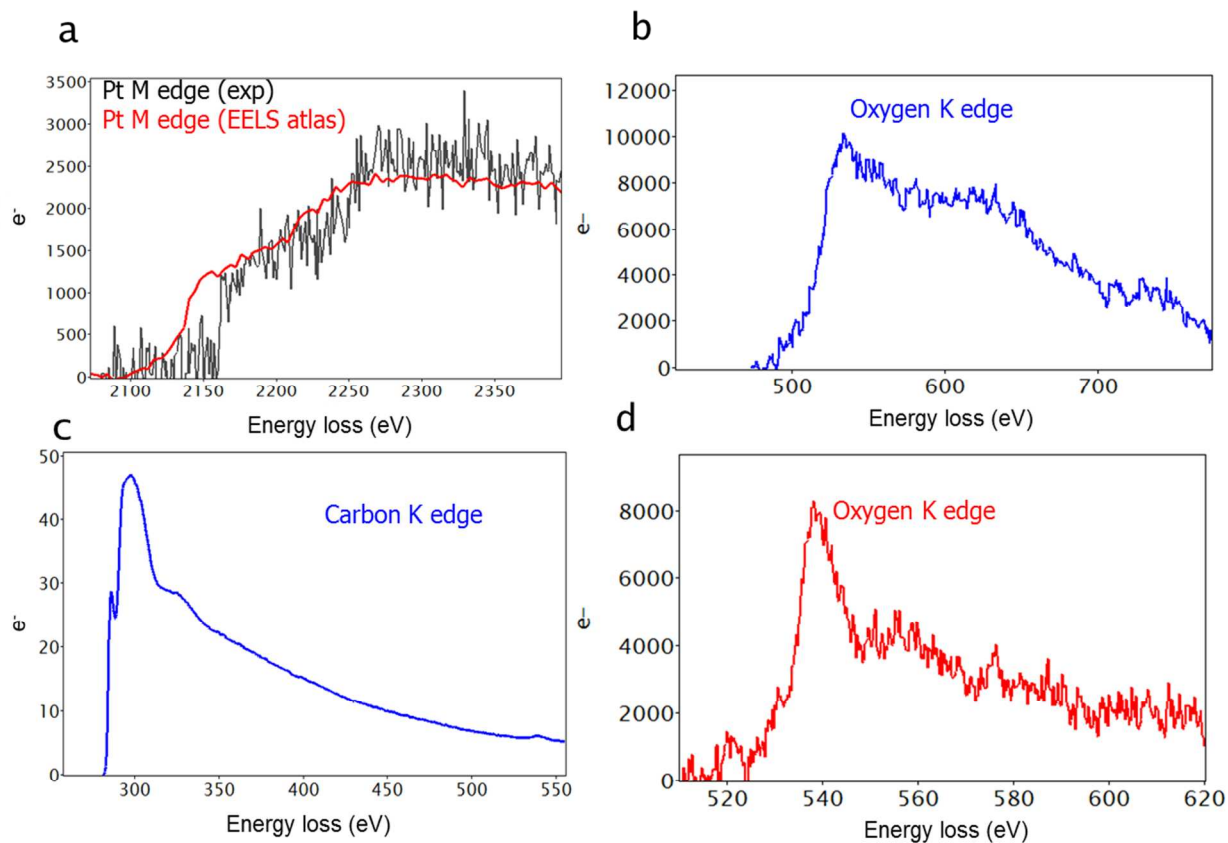 a
Pt M edge (exp)
Pt M edge (EELS atlas)
3500
3000
2500
2000
1500
1000
500
0
e-
2100
2150
2200
2250
2300
2350
Energy loss (eV)
b
Oxygen K edge
12000
10000
8000
6000
4000
2000
0
e-
500
600
700
Energy loss (eV)
c
Carbon K edge
50
40
30
20
10
0
e-
300
350
400
450
500
550
Energy loss (eV)
d
Oxygen K edge
8000
6000
4000
2000
0
e-
520
540
560
580
600
620
Energy loss (eV)